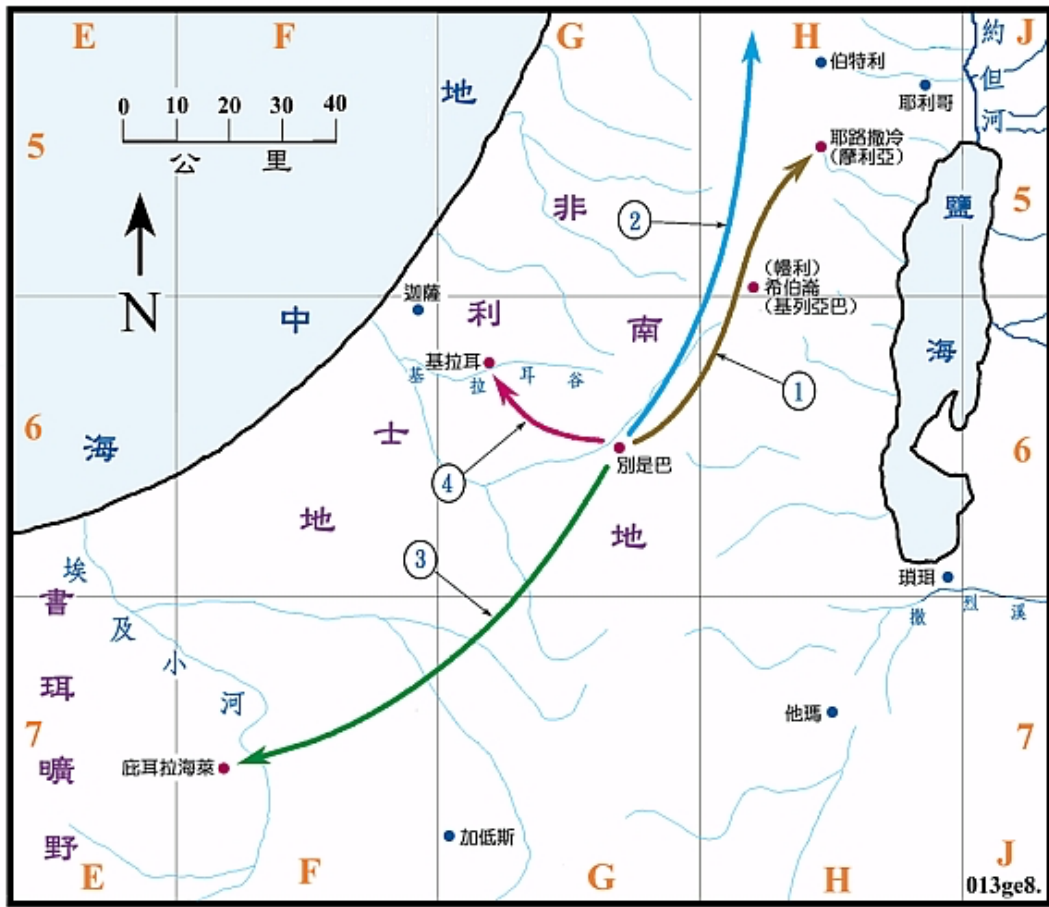 E
F
G
H
J
0 10 20 30 40
公里
5
地
中
海
約
但
河
伯特利
耶利哥
耶路撒冷
（摩利亞）
5
鹽
海
非
利
士
地
②
（幔利）
希伯崙
（基列亞巴）
N
迦薩
南
地
基拉耳
基拉耳谷
①
6
6
別是巴
④
③
瑣珥
撒烈溪
埃
及
小
河
書
珥
曠
野
7
7
他瑪
庇耳拉海萊
加低斯
E
F
G
H
J
013ge8.